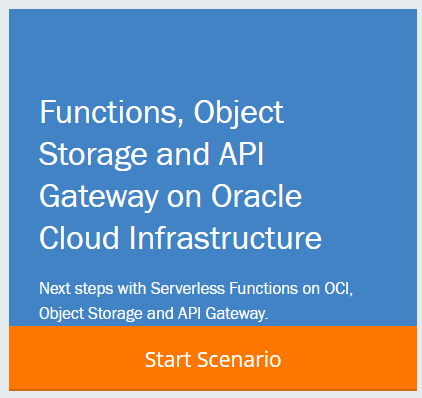 Functions, Object
Storage and API
Gateway on Oracle
Cloud Infrastructure
Next steps with Serverless Functions on OCI,
Object Storage and API Gateway.
Start Scenario